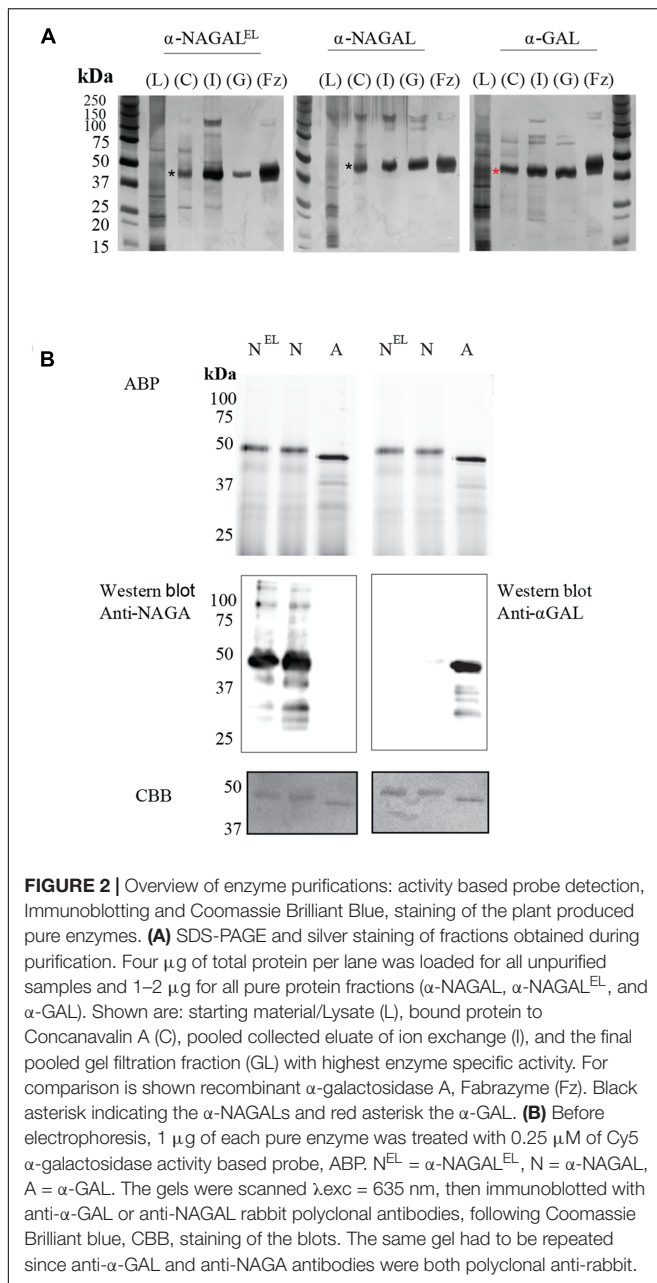 A
α-NAGALᴱᴸ α-NAGAL α-GAL
kDa (L) (C) (I) (G) (Fz) (L) (C) (I) (G) (Fz) (L) (C) (I) (G) (Fz)
250
150
100
75
50
37
25
20
15
*
*
*
B
Nᴱᴸ N A Nᴱᴸ N A
ABP
kDa
100
75
50
37
25
Western blot
Anti-NAGA
100
75
50
37
25
Western blot
Anti-αGAL
CBB
50
37
FIGURE 2 | Overview of enzyme purifications: activity based probe detection,
Immunoblotting and Coomassie Brilliant Blue, staining of the plant produced
pure enzymes. (A) SDS-PAGE and silver staining of fractions obtained during
purification. Four μg of total protein per lane was loaded for all unpurified
samples and 1–2 μg for all pure protein fractions (α-NAGAL, α-NAGALᴱᴸ, and
α-GAL). Shown are: starting material/Lysate (L), bound protein to
Concanavalin A (C), pooled collected eluate of ion exchange (I), and the final
pooled gel filtration fraction (GL) with highest enzyme specific activity. For
comparison is shown recombinant α-galactosidase A, Fabrazyme (Fz). Black
asterisk indicating the α-NAGALs and red asterisk the α-GAL. (B) Before
electrophoresis, 1 μg of each pure enzyme was treated with 0.25 μM of Cy5
α-galactosidase activity based probe, ABP. Nᴱᴸ = α-NAGALᴱᴸ, N = α-NAGAL,
A = α-GAL. The gels were scanned λexc = 635 nm, then immunoblotted with
anti-α-GAL or anti-NAGAL rabbit polyclonal antibodies, following Coomassie
Brilliant blue, CBB, staining of the blots. The same gel had to be repeated
since anti-α-GAL and anti-NAGA antibodies were both polyclonal anti-rabbit.